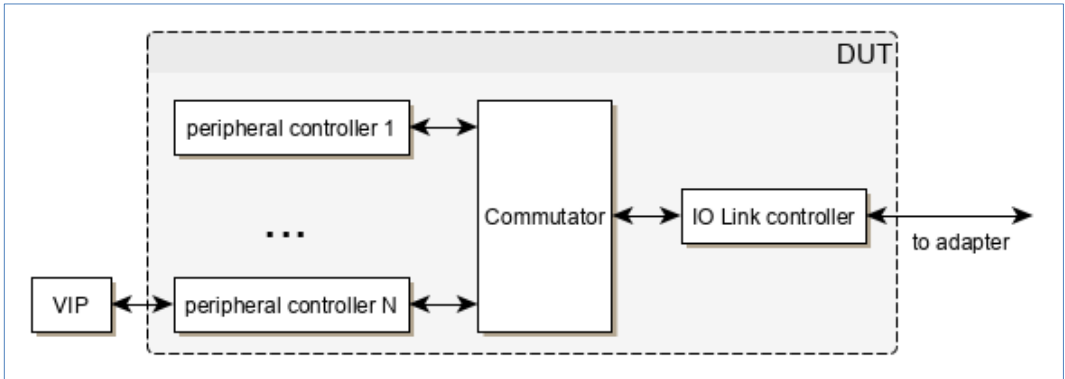 DUT
peripheral controller 1
...
Commutator
IO Link controller
to adapter
VIP
peripheral controller N